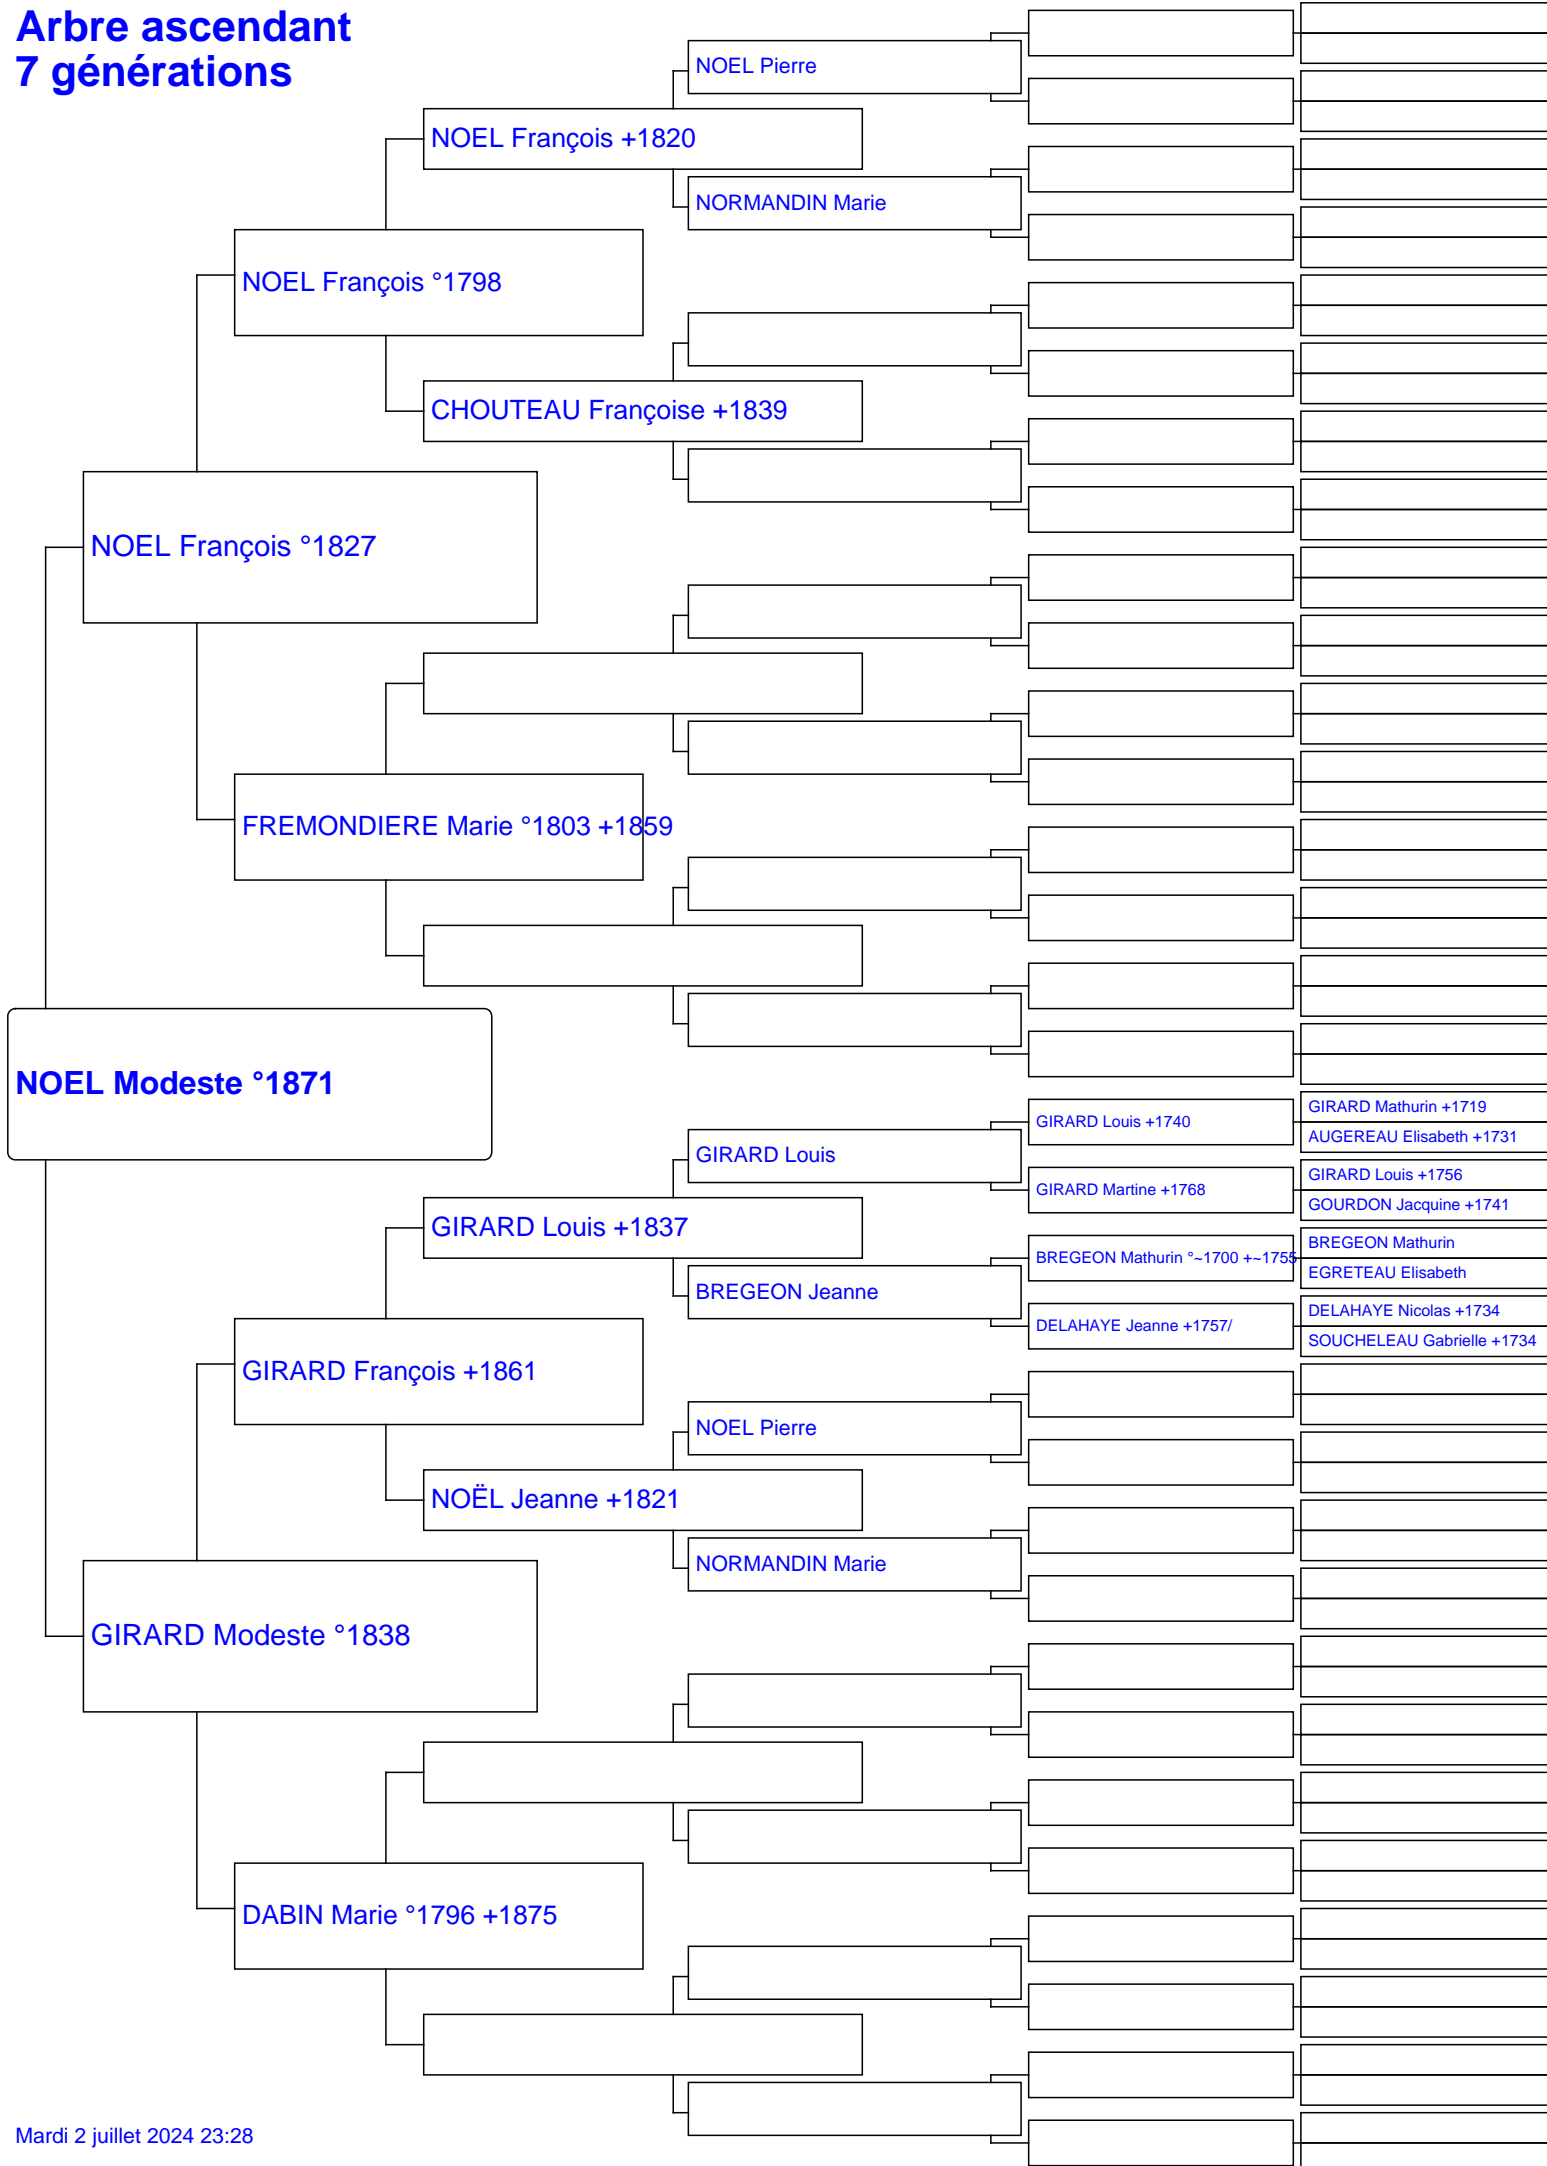 Arbre ascendant
7 générations
NOEL Pierre
NOEL François +1820
NORMANDIN Marie
NOEL François °1798
CHOUTEAU Françoise +1839
NOEL François °1827
FREMONDIERE Marie °1803 +1859
NOEL Modeste °1871
GIRARD Mathurin +1719
GIRARD Louis +1740
AUGEREAU Elisabeth +1731
GIRARD Louis
GIRARD Louis +1756
GIRARD Martine +1768
GOURDON Jacquine +1741
GIRARD Louis +1837
BREGEON Mathurin
BREGEON Mathurin °~1700 +~1755
EGRETEAU Elisabeth
BREGEON Jeanne
DELAHAYE Nicolas +1734
DELAHAYE Jeanne +1757/
SOUCHELEAU Gabrielle +1734
GIRARD François +1861
NOEL Pierre
NOËL Jeanne +1821
NORMANDIN Marie
GIRARD Modeste °1838
DABIN Marie °1796 +1875
Mardi 2 juillet 2024 23:28